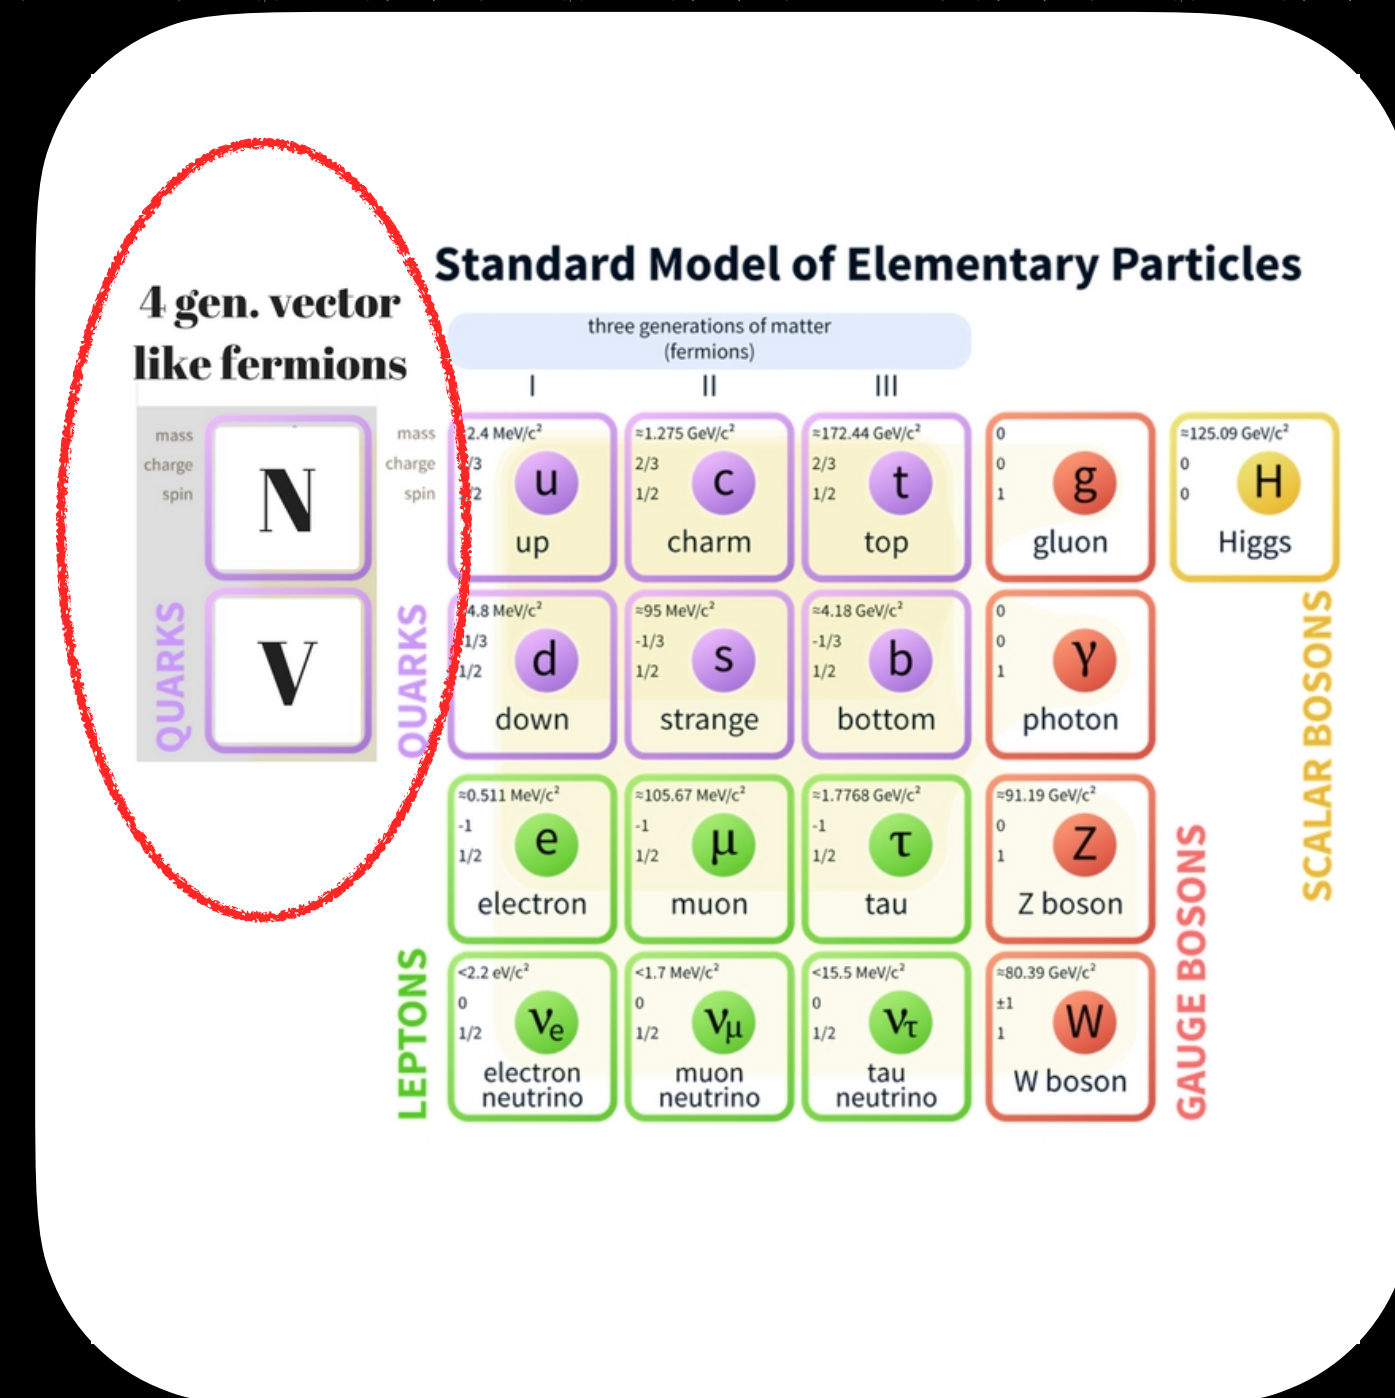 Standard Model of Elementary Particles
4 gen. vector
like fermions
three generations of matter
(fermions)
I II III
mass
charge
spin
N
QUARKS
V
mass
charge
spin
2.4 MeV/c²
/3
/2
u
up
≈1.275 GeV/c²
2/3
1/2
c
charm
≈172.44 GeV/c²
2/3
1/2
t
top
0
0
1
g
gluon
≈125.09 GeV/c²
0
0
H
Higgs
QUARKS
4.8 MeV/c²
1/3
1/2
d
down
≈95 MeV/c²
-1/3
1/2
s
strange
≈4.18 GeV/c²
-1/3
1/2
b
bottom
0
0
1
γ
photon
SCALAR BOSONS
≈0.511 MeV/c²
-1
1/2
e
electron
≈105.67 MeV/c²
-1
1/2
μ
muon
≈1.7768 GeV/c²
-1
1/2
τ
tau
≈91.19 GeV/c²
0
1
Z
Z boson
LEPTONS
<2.2 eV/c²
0
1/2
νe
electron
neutrino
<1.7 MeV/c²
0
1/2
νμ
muon
neutrino
<15.5 MeV/c²
0
1/2
ντ
tau
neutrino
≈80.39 GeV/c²
±1
1
W
W boson
GAUGE BOSONS